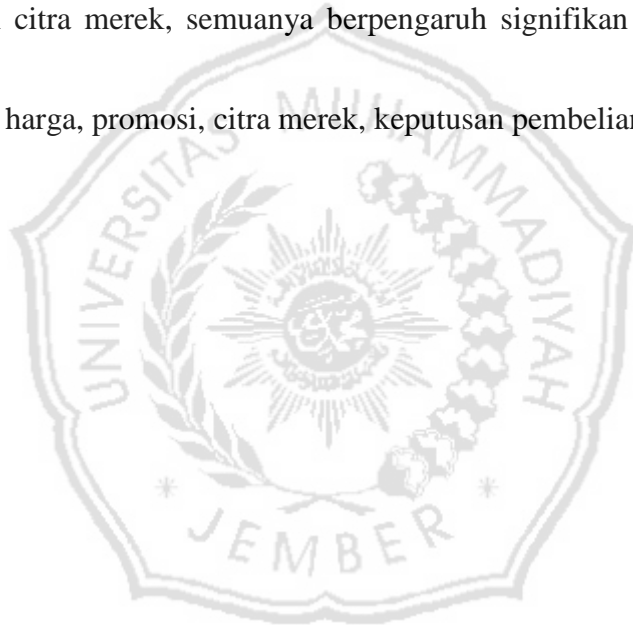 citra merek, semuanya berpengaruh signifikan
harga, promosi, citra merek, keputusan pembelian
UNIVERSITAS MUHAMMADIYAH
JEMBER